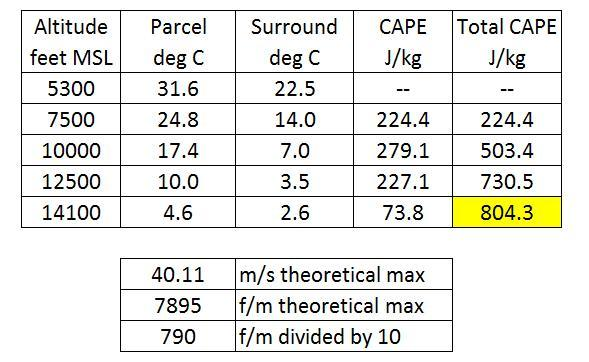 Altitude feet MSL Parcel deg C Surround deg C CAPE J/kg Total CAPE J/kg
5300 31.6 22.5 -- --
7500 24.8 14.0 224.4 224.4
10000 17.4 7.0 279.1 503.4
12500 10.0 3.5 227.1 730.5
14100 4.6 2.6 73.8 804.3
40.11 m/s theoretical max
7895 f/m theoretical max
790 f/m divided by 10